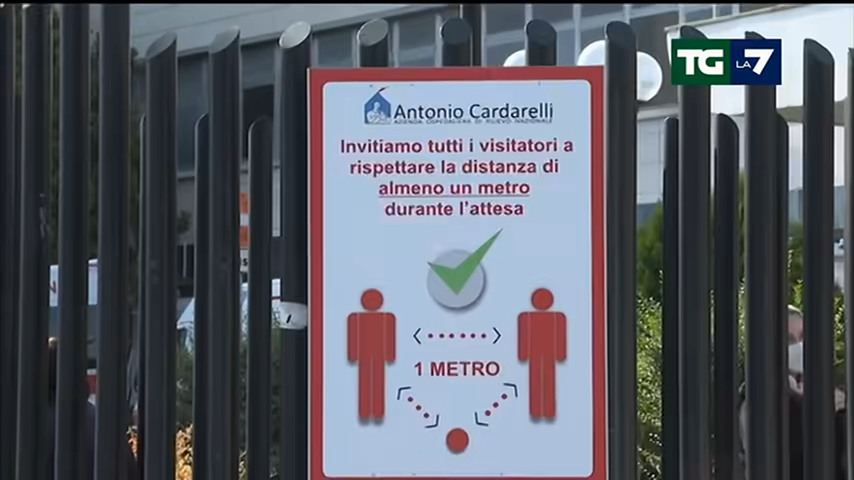 TG LA 7
Antonio Cardarelli
AZIENDA OSPEDALIERA DI RILIEVO NAZIONALE
Invitiamo tutti i visitatori a
rispettare la distanza di
almeno un metro
durante l'attesa
1 METRO